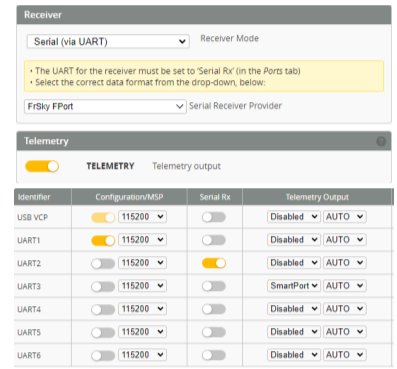 Receiver
Serial (via UART) Receiver Mode
• The UART for the receiver must be set to 'Serial Rx' (in the Ports tab)
• Select the correct data format from the drop-down, below:
FrSky FPort Serial Receiver Provider
Telemetry ?
TELEMETRY Telemetry output
Identifier Configuration/MSP Serial Rx Telemetry Output
USB VCP 115200 Disabled AUTO
UART1 115200 Disabled AUTO
UART2 115200 Disabled AUTO
UART3 115200 SmartPort AUTO
UART4 115200 Disabled AUTO
UART5 115200 Disabled AUTO
UART6 115200 Disabled AUTO